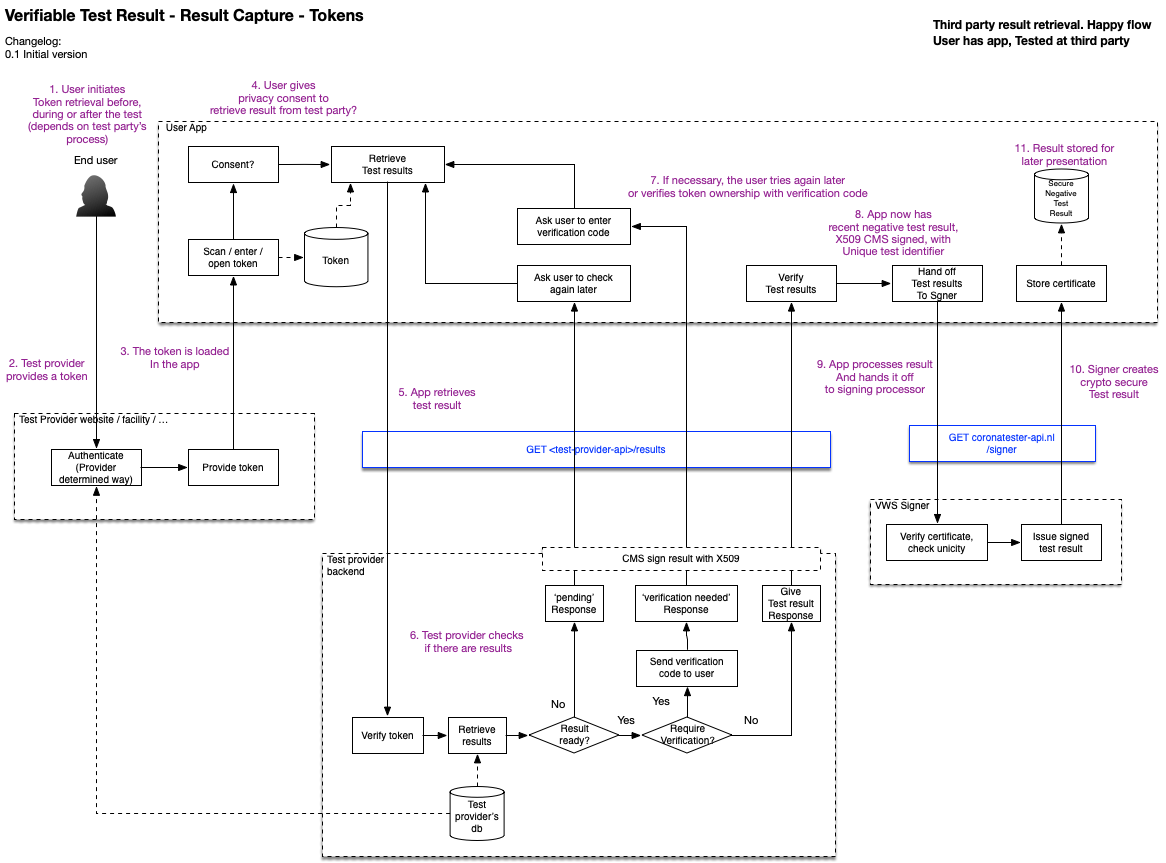 Verifiable Test Result - Result Capture - Tokens
Changelog:
0.1 Initial version
Third party result retrieval. Happy flow
User has app, Tested at third party
1. User initiates
Token retrieval before,
during or after the test
(depends on test party's
process)
End user
4. User gives
privacy consent to
retrieve result from test party?
User App
Consent?
Retrieve
Test results
Scan / enter /
open token
Token
Ask user to enter
verification code
Ask user to check
again later
7. If necessary, the user tries again later
or verifies token ownership with verification code
Verify
Test results
8. App now has
recent negative test result,
X509 CMS signed, with
Unique test identifier
Hand off
Test results
To Sgner
11. Result stored for
later presentation
Secure
Negative
Test
Result
Store certificate
2. Test provider
provides a token
3. The token is loaded
In the app
5. App retrieves
test result
9. App processes result
And hands it off
to signing processor
10. Signer creates
crypto secure
Test result
Test Provider website / facility / ...
Authenticate
(Provider
determined way)
Provide token
GET <test-provider-api>/results
GET coronatester-api.nl
/signer
VWS Signer
Verify certificate,
check unicity
Issue signed
test result
Test provider
backend
CMS sign result with X509
'pending'
Response
'verification needed'
Response
Give
Test result
Response
6. Test provider checks
if there are results
Send verification
code to user
No
Yes
Yes
No
Verify token
Retrieve
results
Result
ready?
Require
Verification?
Test
provider's
db